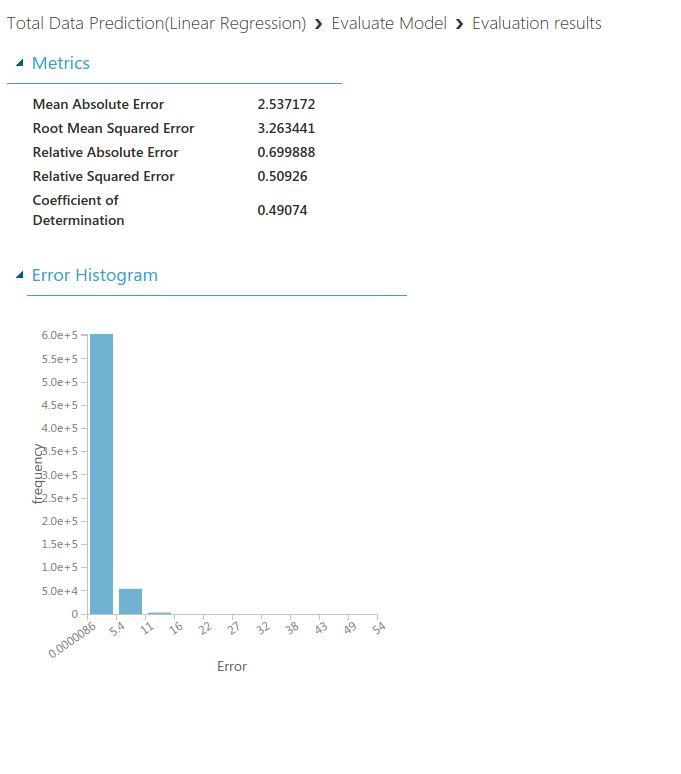 Total Data Prediction(Linear Regression) ❯ Evaluate Model ❯ Evaluation results
Metrics
Mean Absolute Error 2.537172
Root Mean Squared Error 3.263441
Relative Absolute Error 0.699888
Relative Squared Error 0.50926
Coefficient of
Determination 0.49074
Error Histogram
6.0e+5
5.5e+5
5.0e+5
4.5e+5
4.0e+5
3.5e+5
3.0e+5
2.5e+5
2.0e+5
1.5e+5
1.0e+5
5.0e+4
0
frequency
0.0000086 5.4 11 16 22 27 32 38 43 49 54
Error